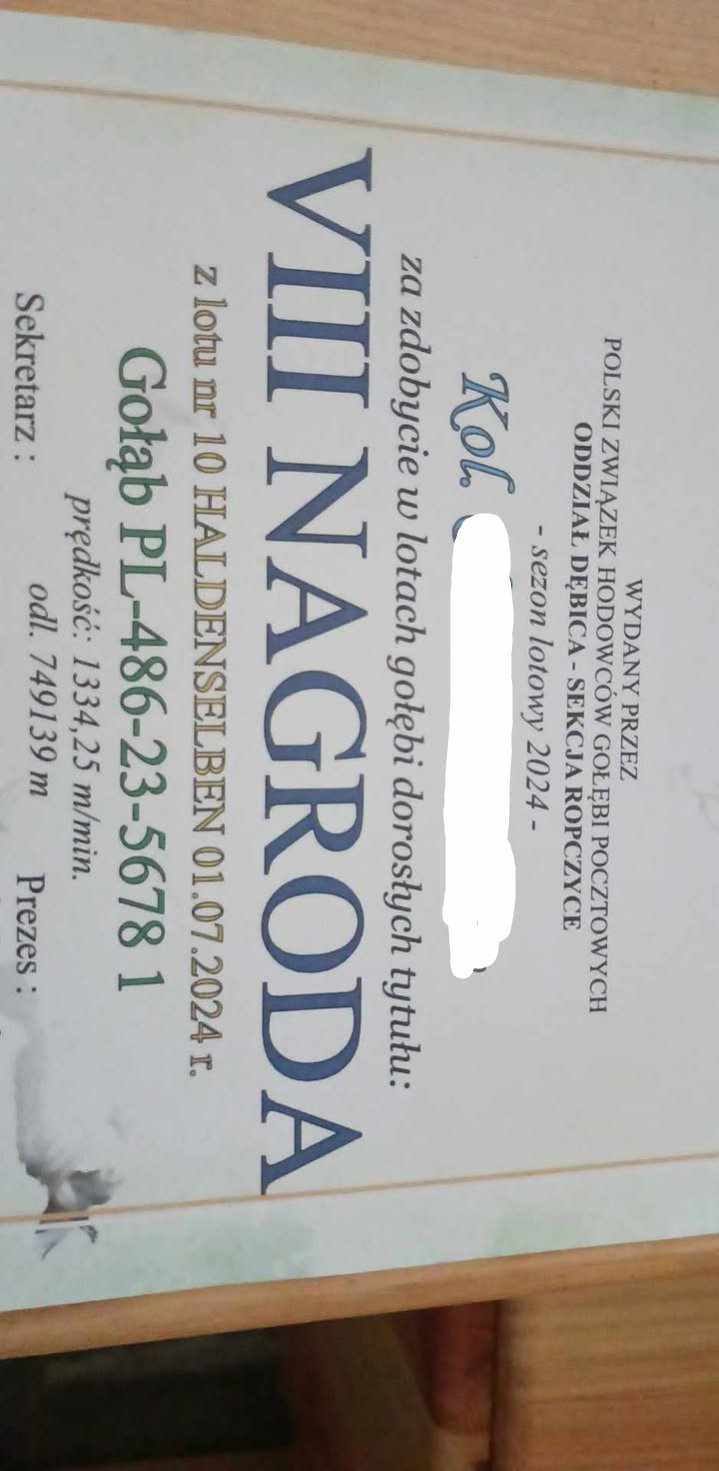 WYDANY PRZEZ
POLSKI ZWIĄZEK HODOWCÓW GOŁĘBI POCZTOWYCH
ODDZIAŁ DĘBICA - SEKCJA ROPCZYCE
- sezon lotowy 2024 -
Kol.
za zdobycie w lotach gołębi dorosłych tytułu:
VIII NAGRODA
z lotu nr 10 HALDENSELBEN 01.07.2024 r.
Gołąb PL-486-23-5678 1
prędkość: 1334,25 m/min.
odl. 749139 m
Sekretarz : Prezes :